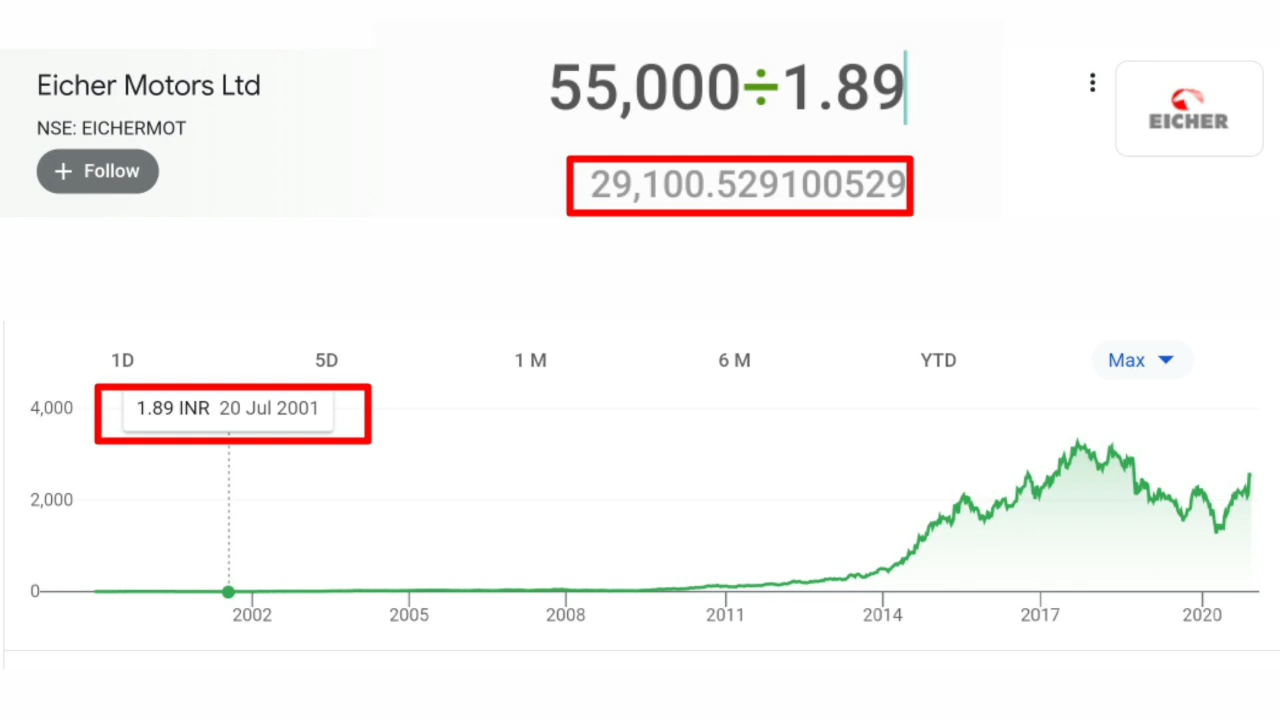 Eicher Motors Ltd
NSE: EICHERMOT
+ Follow
55,000÷1.89
29,100.529100529
EICHER
1D 5D 1 M 6 M YTD Max
1.89 INR 20 Jul 2001
4,000
2,000
0
2002 2005 2008 2011 2014 2017 2020